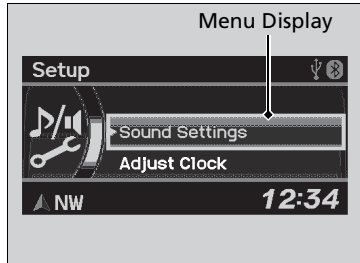 Menu Display
Setup
Sound Settings
Adjust Clock
NW
12:34